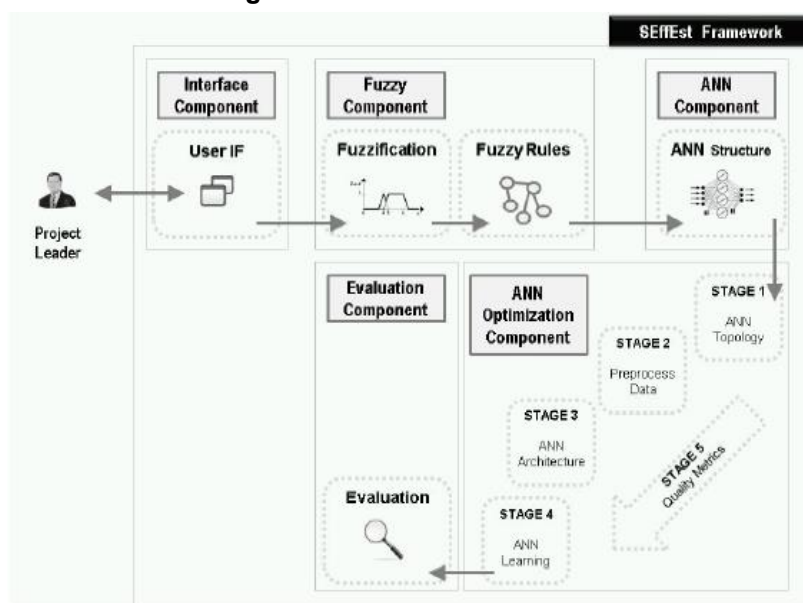 SEffEst Framework
Interface
Component
Fuzzy
Component
ANN
Component
User IF
Fuzzification
Fuzzy Rules
ANN Structure
Project
Leader
Evaluation
Component
ANN
Optimization
Component
STAGE 1
ANN
Topology
STAGE 2
Preprocess
Data
STAGE 3
ANN
Architecture
STAGE 5
Quality Metrics
Evaluation
STAGE 4
ANN
Learning